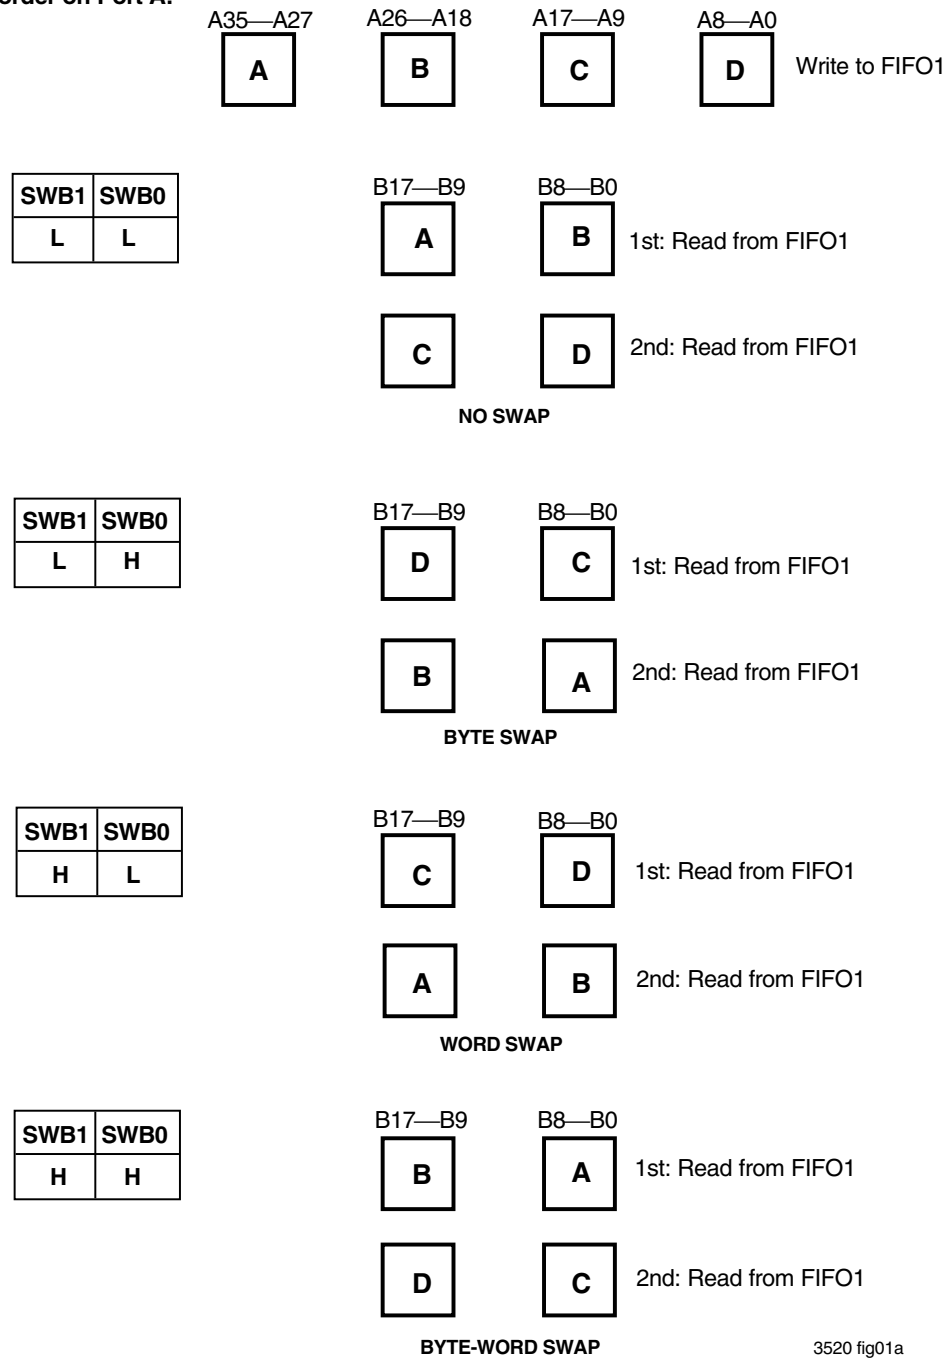 order on Port A:
A35—A27 A26—A18 A17—A9 A8—A0
A B C D Write to FIFO1
SWB1 SWB0 B17—B9 B8—B0
L L A B 1st: Read from FIFO1
C D 2nd: Read from FIFO1
NO SWAP
SWB1 SWB0 B17—B9 B8—B0
L H D C 1st: Read from FIFO1
B A 2nd: Read from FIFO1
BYTE SWAP
SWB1 SWB0 B17—B9 B8—B0
H L C D 1st: Read from FIFO1
A B 2nd: Read from FIFO1
WORD SWAP
SWB1 SWB0 B17—B9 B8—B0
H H B A 1st: Read from FIFO1
D C 2nd: Read from FIFO1
BYTE-WORD SWAP 3520 fig01a